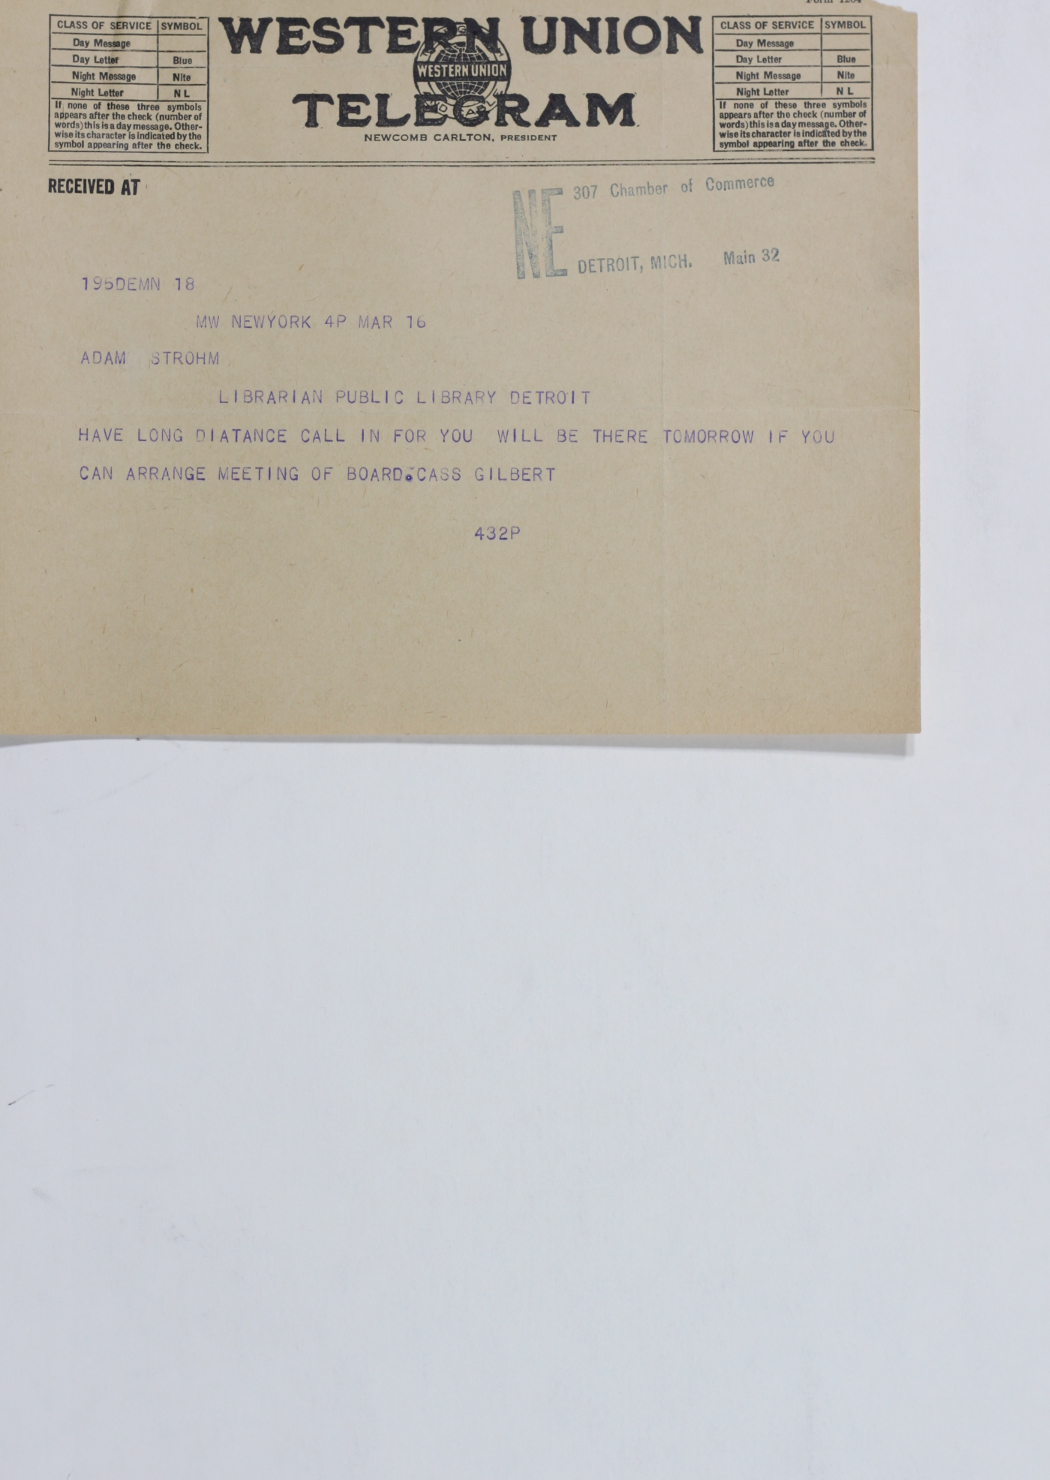 Form 1204
CLASS OF SERVICE SYMBOL
Day Message
Day Letter Blue
Night Message Nite
Night Letter N L
If none of these three symbols
appears after the check (number of
words) this is a day message. Other-
wise its character is indicated by the
symbol appearing after the check.
WESTERN UNION
WESTERN UNION
TELEGRAM
NEWCOMB CARLTON, PRESIDENT
CLASS OF SERVICE SYMBOL
Day Message
Day Letter Blue
Night Message Nite
Night Letter N L
If none of these three symbols
appears after the check (number of
words) this is a day message. Other-
wise its character is indicated by the
symbol appearing after the check.
RECEIVED AT
NE 307 Chamber of Commerce
DETROIT, MICH. Main 32
195DEMN 18
MW NEWYORK 4P MAR 16
ADAM STROHM
LIBRARIAN PUBLIC LIBRARY DETROIT
HAVE LONG DIATANCE CALL IN FOR YOU WILL BE THERE TOMORROW IF YOU
CAN ARRANGE MEETING OF BOARD.CASS GILBERT
432P